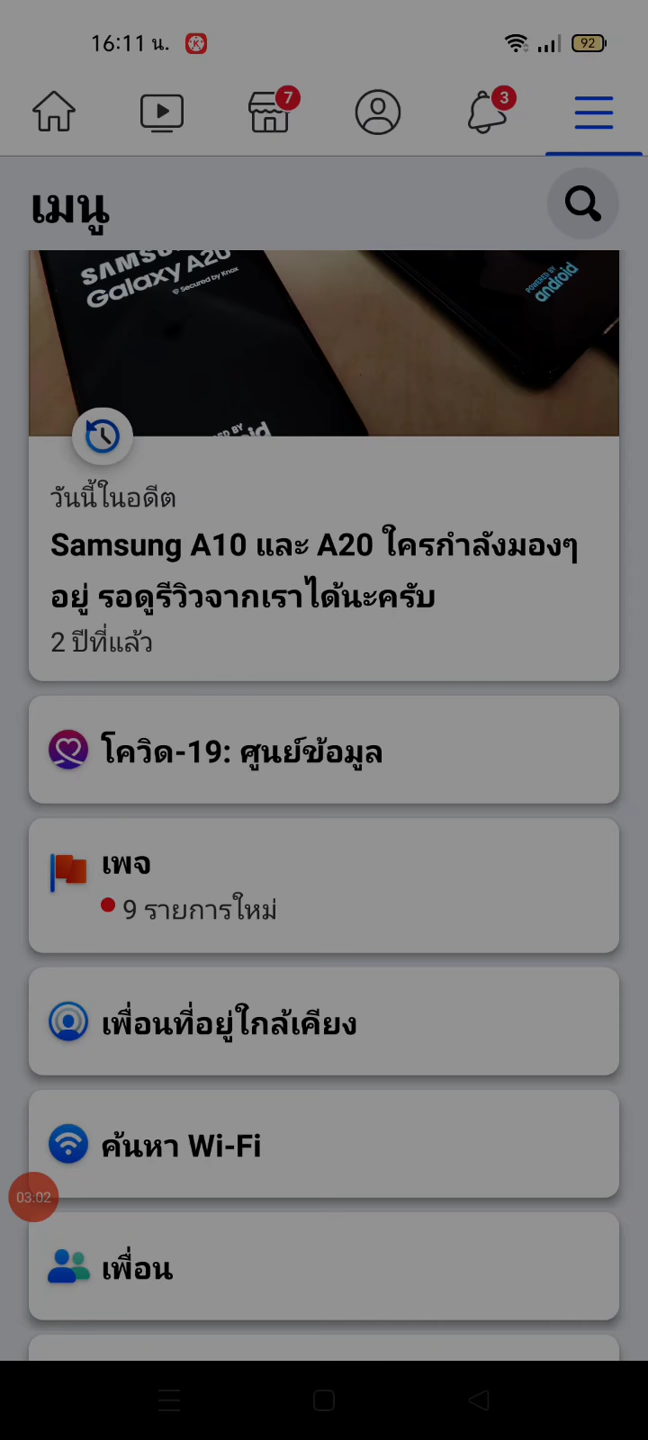 16:11 น.
92
7
3
เมนู
SAMSUNG
Galaxy A20
Secured by Knox
POWERED BY
android
วันนี้ในอดีต
Samsung A10 และ A20 ใครกำลังมองๆ
อยู่ รอดูรีวิวจากเราได้นะครับ
2 ปีที่แล้ว
โควิด-19: ศูนย์ข้อมูล
เพจ
9 รายการใหม่
เพื่อนที่อยู่ใกล้เคียง
ค้นหา Wi-Fi
03:02
เพื่อน